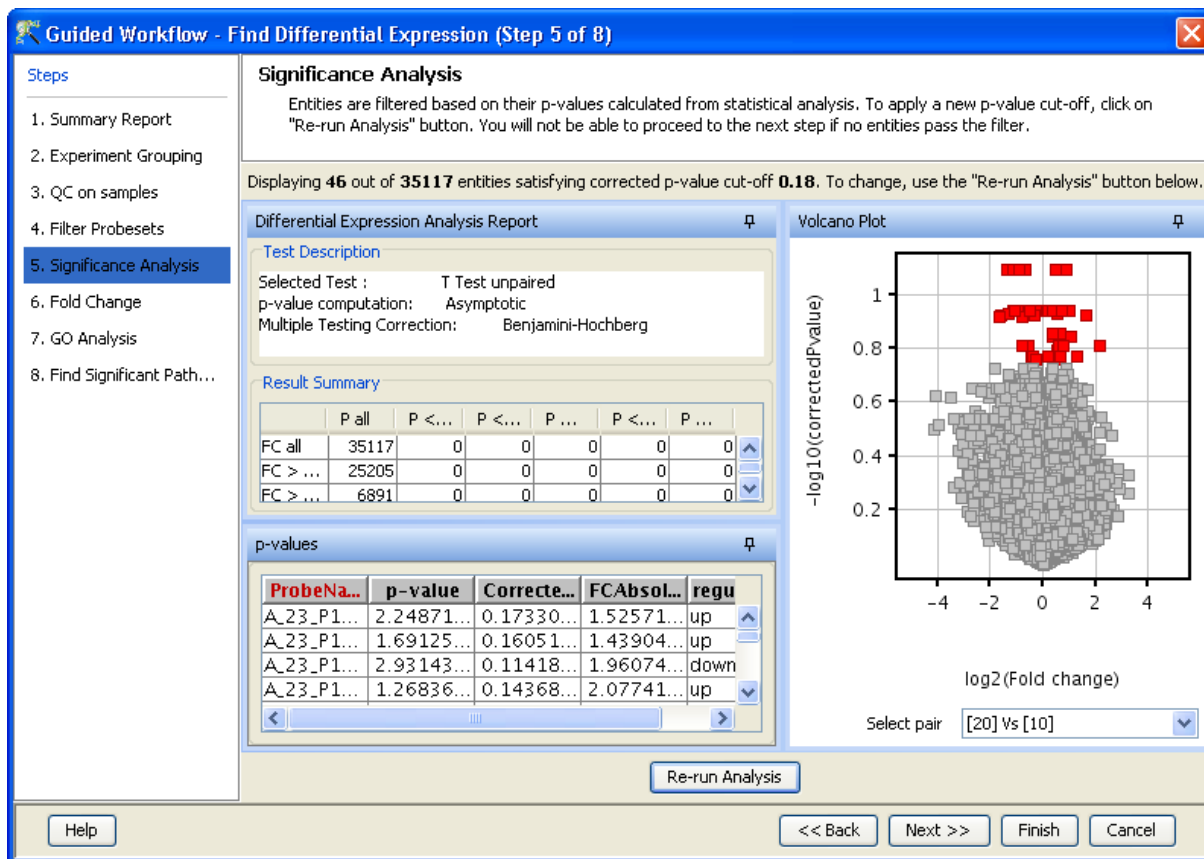 Guided Workflow - Find Differential Expression (Step 5 of 8)
Steps
1. Summary Report
2. Experiment Grouping
3. QC on samples
4. Filter Probesets
5. Significance Analysis
6. Fold Change
7. GO Analysis
8. Find Significant Path...
Significance Analysis
Entities are filtered based on their p-values calculated from statistical analysis. To apply a new p-value cut-off, click on
"Re-run Analysis" button. You will not be able to proceed to the next step if no entities pass the filter.
Displaying 46 out of 35117 entities satisfying corrected p-value cut-off 0.18. To change, use the "Re-run Analysis" button below.
Differential Expression Analysis Report
Test Description
Selected Test : T Test unpaired
p-value computation: Asymptotic
Multiple Testing Correction: Benjamini-Hochberg
Result Summary
P all P <... P <... P ... P <... P ...
FC all 35117 0 0 0 0 0
FC > ... 25205 0 0 0 0 0
FC > ... 6891 0 0 0 0 0
p-values
ProbeNa... p-value Correcte... FCAbsol... regu
A_23_P1... 2.24871... 0.17330... 1.52571... up
A_23_P1... 1.69125... 0.16051... 1.43904... up
A_23_P1... 2.93143... 0.11418... 1.96074... down
A_23_P1... 1.26836... 0.14368... 2.07741... up
Volcano Plot
-log10(correctedPvalue)
1
0.8
0.6
0.4
0.2
-4 -2 0 2 4
log2(Fold change)
Select pair [20] Vs [10]
Re-run Analysis
Help << Back Next >> Finish Cancel